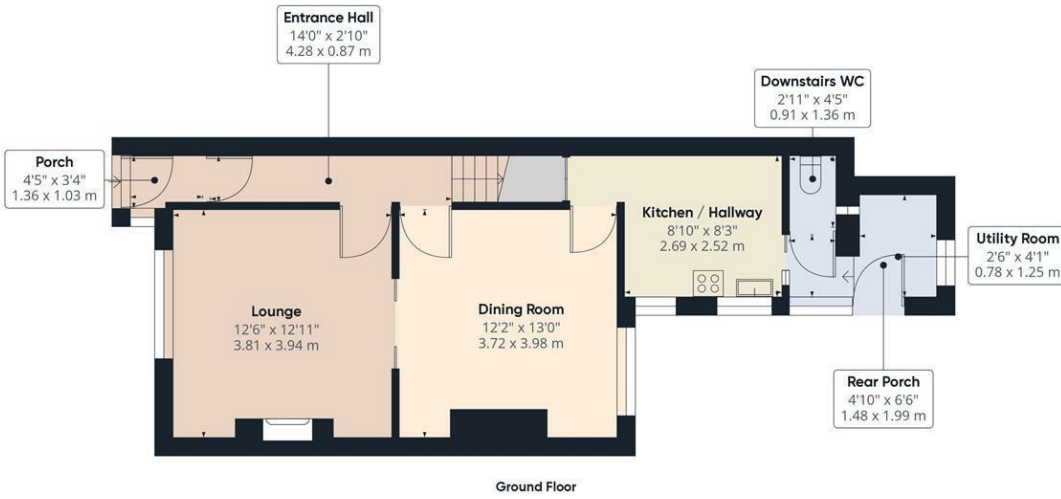 Entrance Hall
14'0" x 2'10"
4.28 x 0.87 m
Downstairs WC
2'11" x 4'5"
0.91 x 1.36 m
Porch
4'5" x 3'4"
1.36 x 1.03 m
Kitchen / Hallway
8'10" x 8'3"
2.69 x 2.52 m
Utility Room
2'6" x 4'1"
0.78 x 1.25 m
Lounge
12'6" x 12'11"
3.81 x 3.94 m
Dining Room
12'2" x 13'0"
3.72 x 3.98 m
Rear Porch
4'10" x 6'6"
1.48 x 1.99 m
Ground Floor